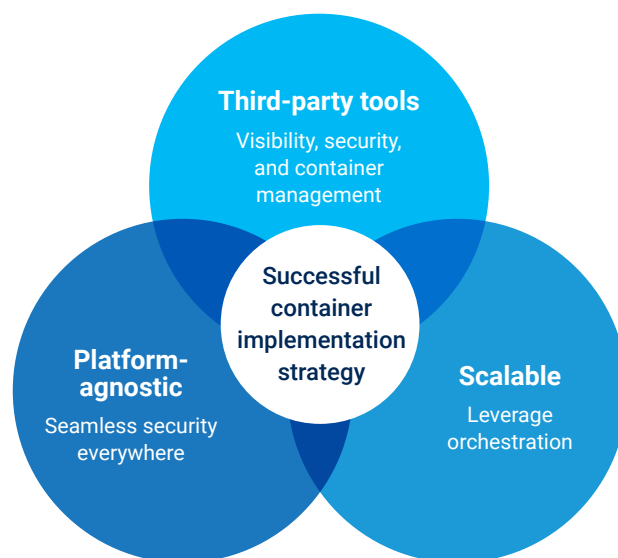 Third-party tools
Visibility, security,
and container
management
Successful
container
implementation
strategy
Platform-
agnostic
Seamless security
everywhere
Scalable
Leverage
orchestration